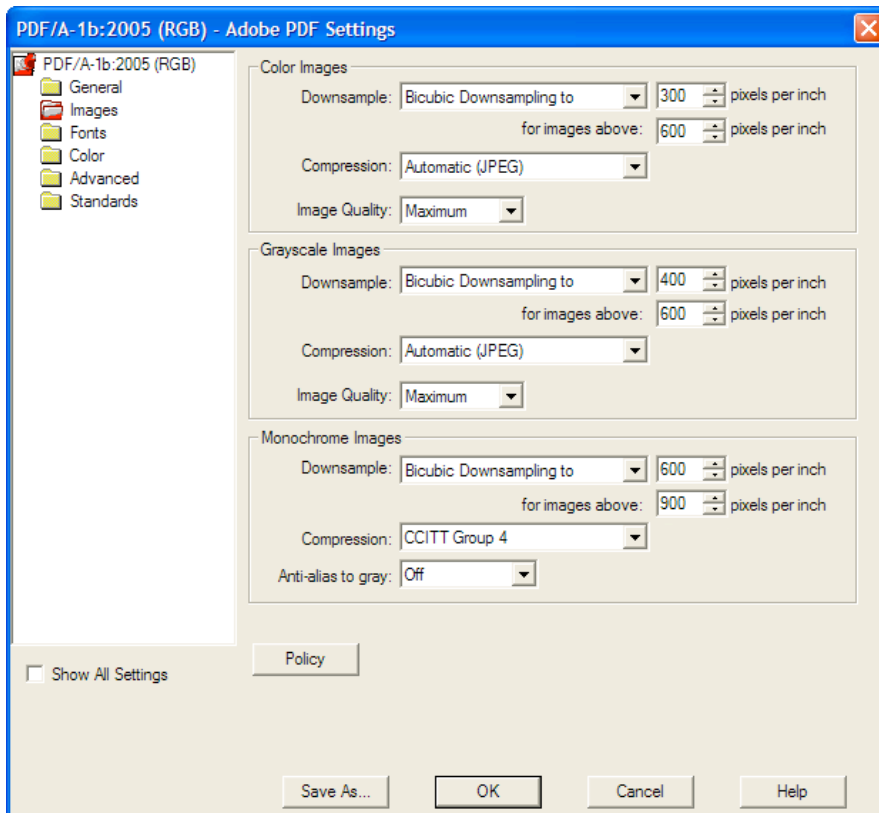 PDF/A-1b:2005 (RGB) - Adobe PDF Settings
PDF/A-1b:2005 (RGB)
General
Images
Fonts
Color
Advanced
Standards
Show All Settings
Color Images
Downsample: Bicubic Downsampling to 300 pixels per inch
for images above: 600 pixels per inch
Compression: Automatic (JPEG)
Image Quality: Maximum
Grayscale Images
Downsample: Bicubic Downsampling to 400 pixels per inch
for images above: 600 pixels per inch
Compression: Automatic (JPEG)
Image Quality: Maximum
Monochrome Images
Downsample: Bicubic Downsampling to 600 pixels per inch
for images above: 900 pixels per inch
Compression: CCITT Group 4
Anti-alias to gray: Off
Policy
Save As... OK Cancel Help